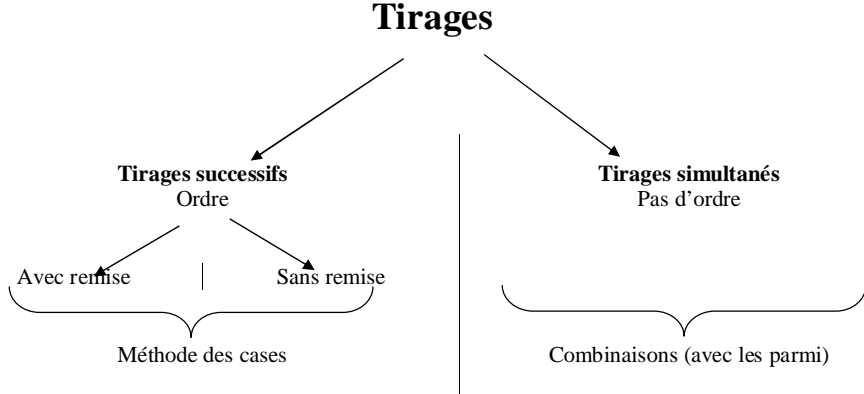 Tirages
Tirages successifs
Ordre
Avec remise
Sans remise
Méthode des cases
Tirages simultanés
Pas d'ordre
Combinaisons (avec les parmi)